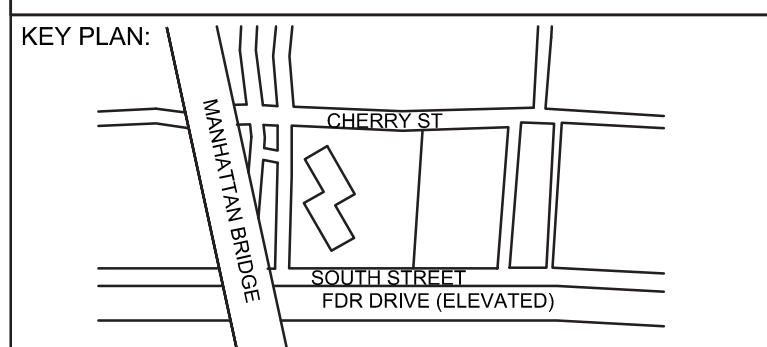 KEY PLAN:
CHERRY ST
MANHATTAN BRIDGE
SOUTH STREET
FDR DRIVE (ELEVATED)